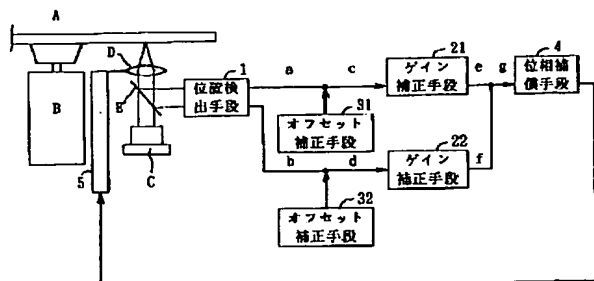 A
B
C
D
E
5
1
位置検
出手段
a
b
c
d
31
オフセット
補正手段
32
オフセット
補正手段
21
ゲイン
補正手段
22
ゲイン
補正手段
e
f
g
4
位相補
償手段